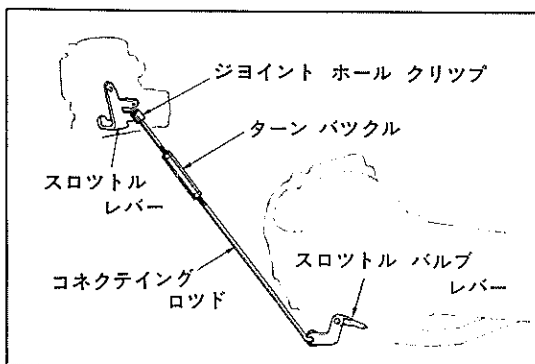 ジヨイント ホール クリツプ
ターン バツクル
スロツトル
レバー
スロツトル バルブ
レバー
コネクテイング
ロツド